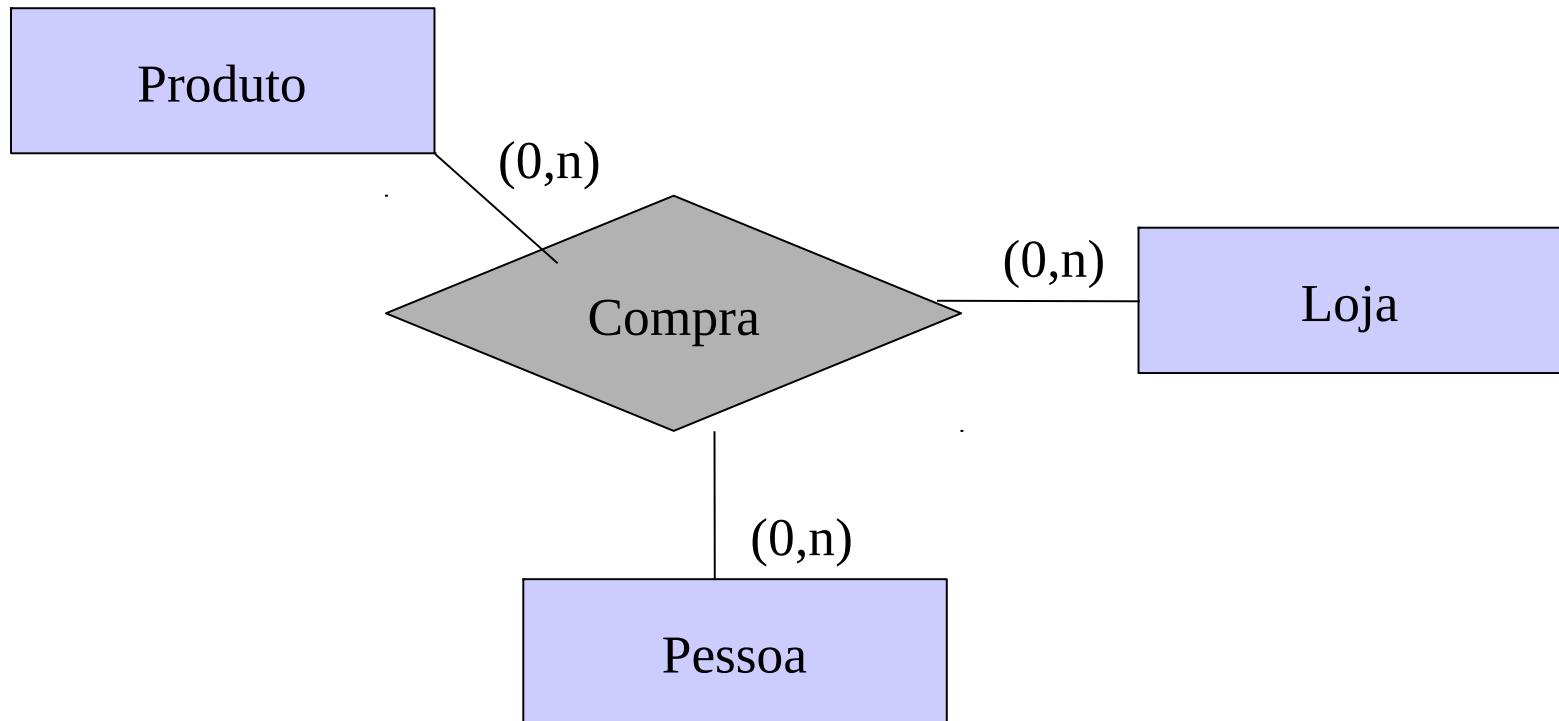 Produto
(0,n)
(0,n)
Loja
Compra
(0,n)
Pessoa